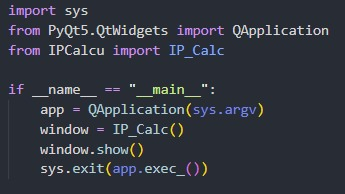 import sys
from PyQt5.QtWidgets import QApplication
from IPCalcu import IP_Calc

if __name__ == "__main__":
    app = QApplication(sys.argv)
    window = IP_Calc()
    window.show()
    sys.exit(app.exec_())